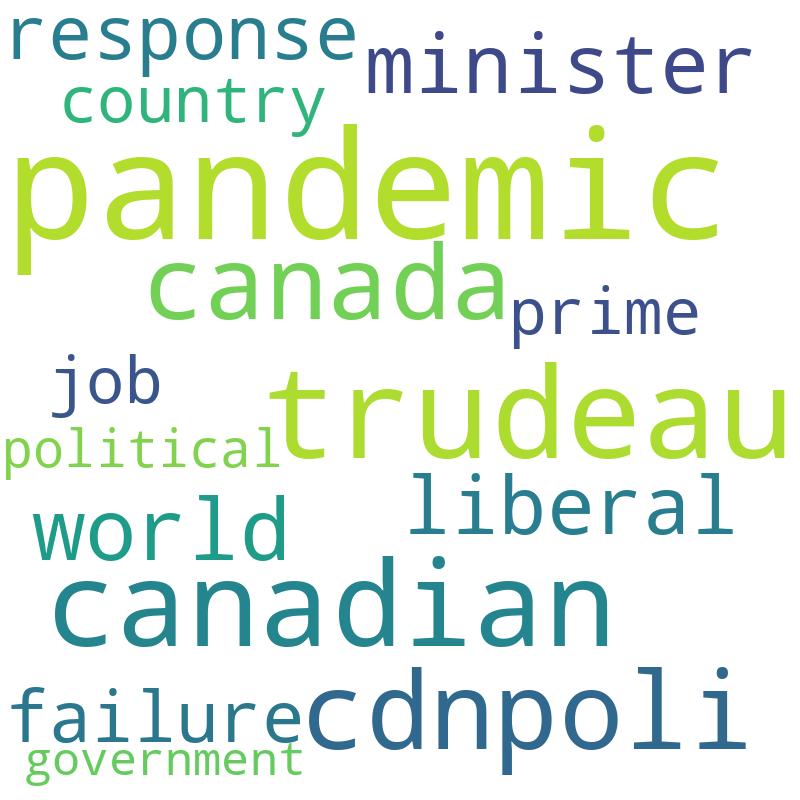 response
minister
country
pandemic
canada
prime
job
trudeau
political
liberal
world
canadian
failure
cdnpoli
government